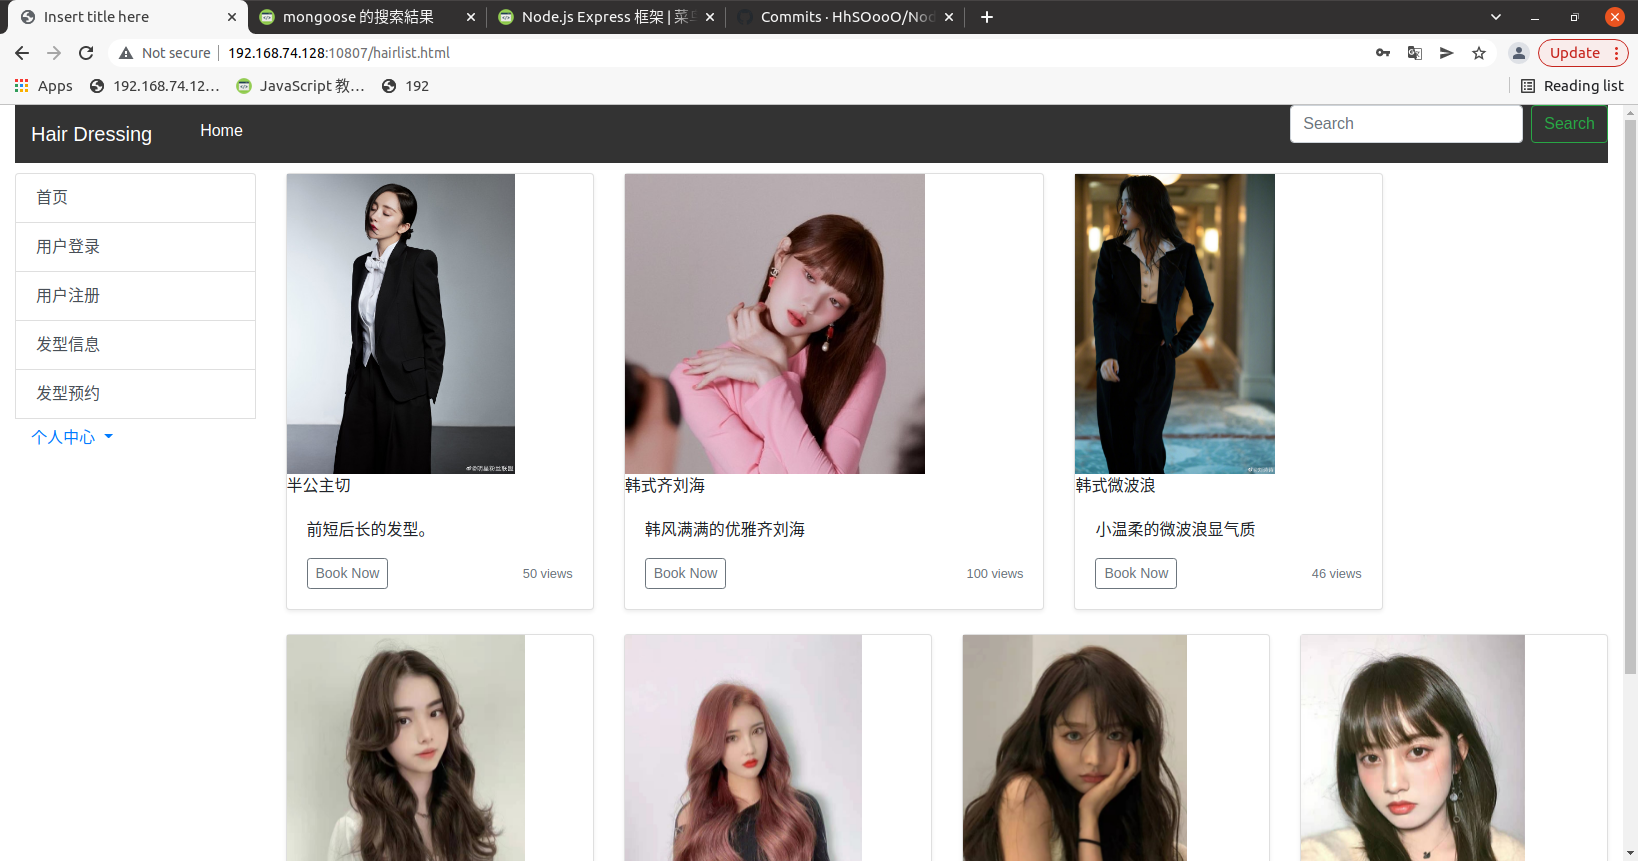 Insert title here
mongoose 的搜索結果
Node.js Express 框架 | 菜
Commits · HhSOooO/Nod
Not secure
192.168.74.128:10807/hairlist.html
Update
Apps
192.168.74.12…
JavaScript 教…
192
Reading list
Hair Dressing
Home
Search
Search
首页
用户登录
用户注册
发型信息
发型预约
个人中心
半公主切
前短后长的发型。
Book Now
50 views
韩式齐刘海
韩风满满的优雅齐刘海
Book Now
100 views
韩式微波浪
小温柔的微波浪显气质
Book Now
46 views